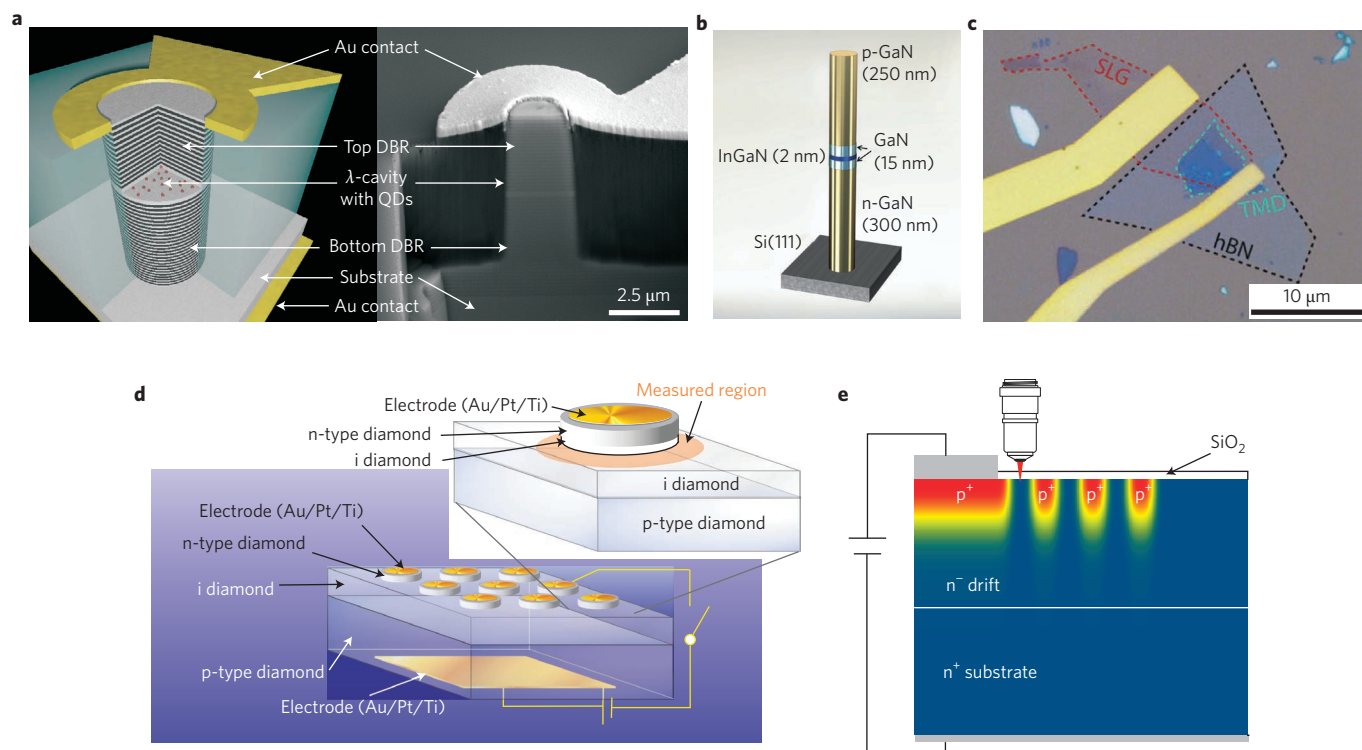 a
Au contact
Top DBR
λ-cavity
with QDs
Bottom DBR
Substrate
Au contact
2.5 μm
b
p-GaN
(250 nm)
GaN
(15 nm)
InGaN (2 nm)
n-GaN
(300 nm)
Si(111)
c
SLG
TMD
hBN
10 μm
d
Measured region
Electrode (Au/Pt/Ti)
n-type diamond
i diamond
i diamond
p-type diamond
Electrode (Au/Pt/Ti)
n-type diamond
i diamond
p-type diamond
Electrode (Au/Pt/Ti)
e
SiO₂
p⁺ p⁺ p⁺ p⁺
n⁻ drift
n⁺ substrate